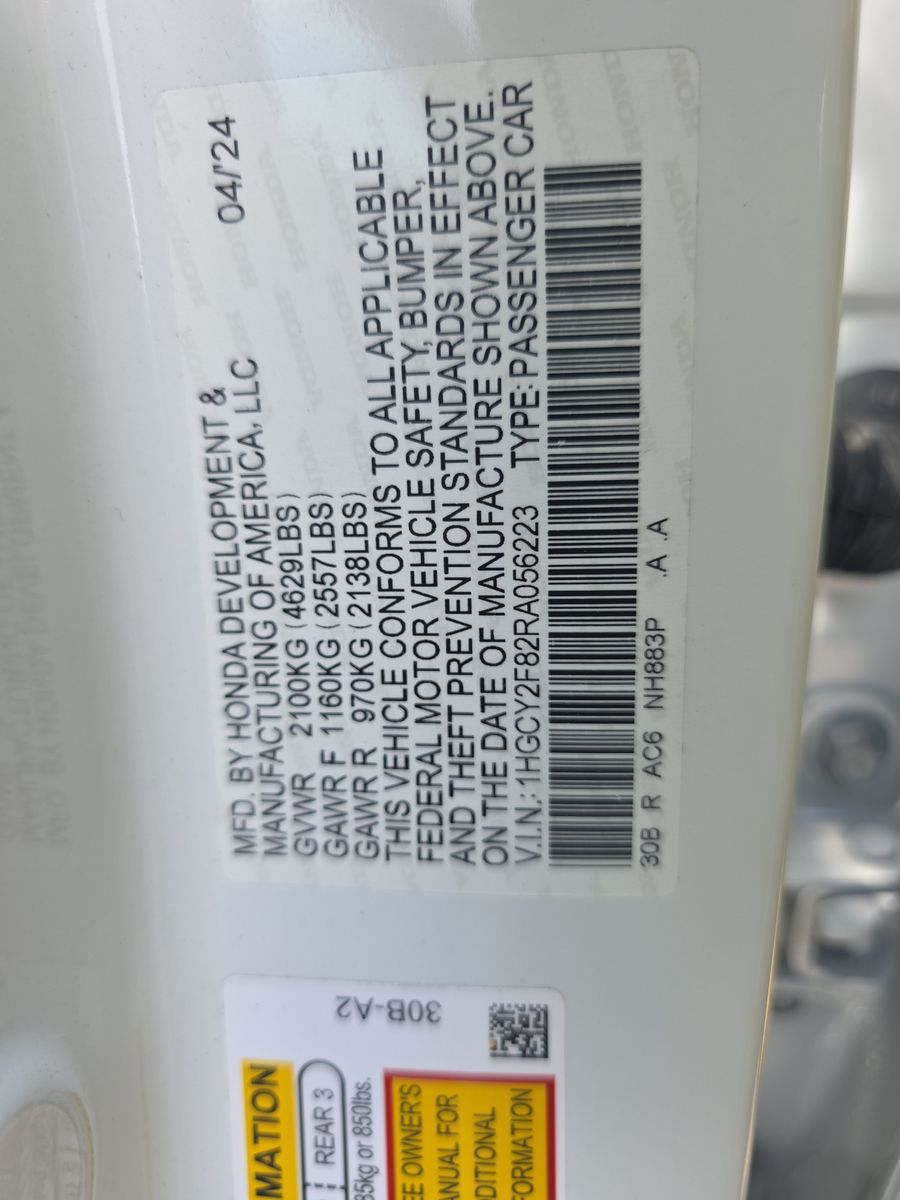 MFD. BY HONDA DEVELOPMENT &
MANUFACTURING OF AMERICA, LLC 04/'24
GVWR 2100KG (4629LBS)
GAWR F 1160KG (2557LBS)
GAWR R 970KG (2138LBS)
THIS VEHICLE CONFORMS TO ALL APPLICABLE
FEDERAL MOTOR VEHICLE SAFETY, BUMPER,
AND THEFT PREVENTION STANDARDS IN EFFECT
ON THE DATE OF MANUFACTURE SHOWN ABOVE.
V.I.N.: 1HGCY2F82RA056223 TYPE: PASSENGER CAR
30B R AC6 NH883P .A .A
30B-A2
MATION
REAR 3
85kg or 850lbs.
EE OWNER'S
ANUAL FOR
DDITIONAL
FORMATION